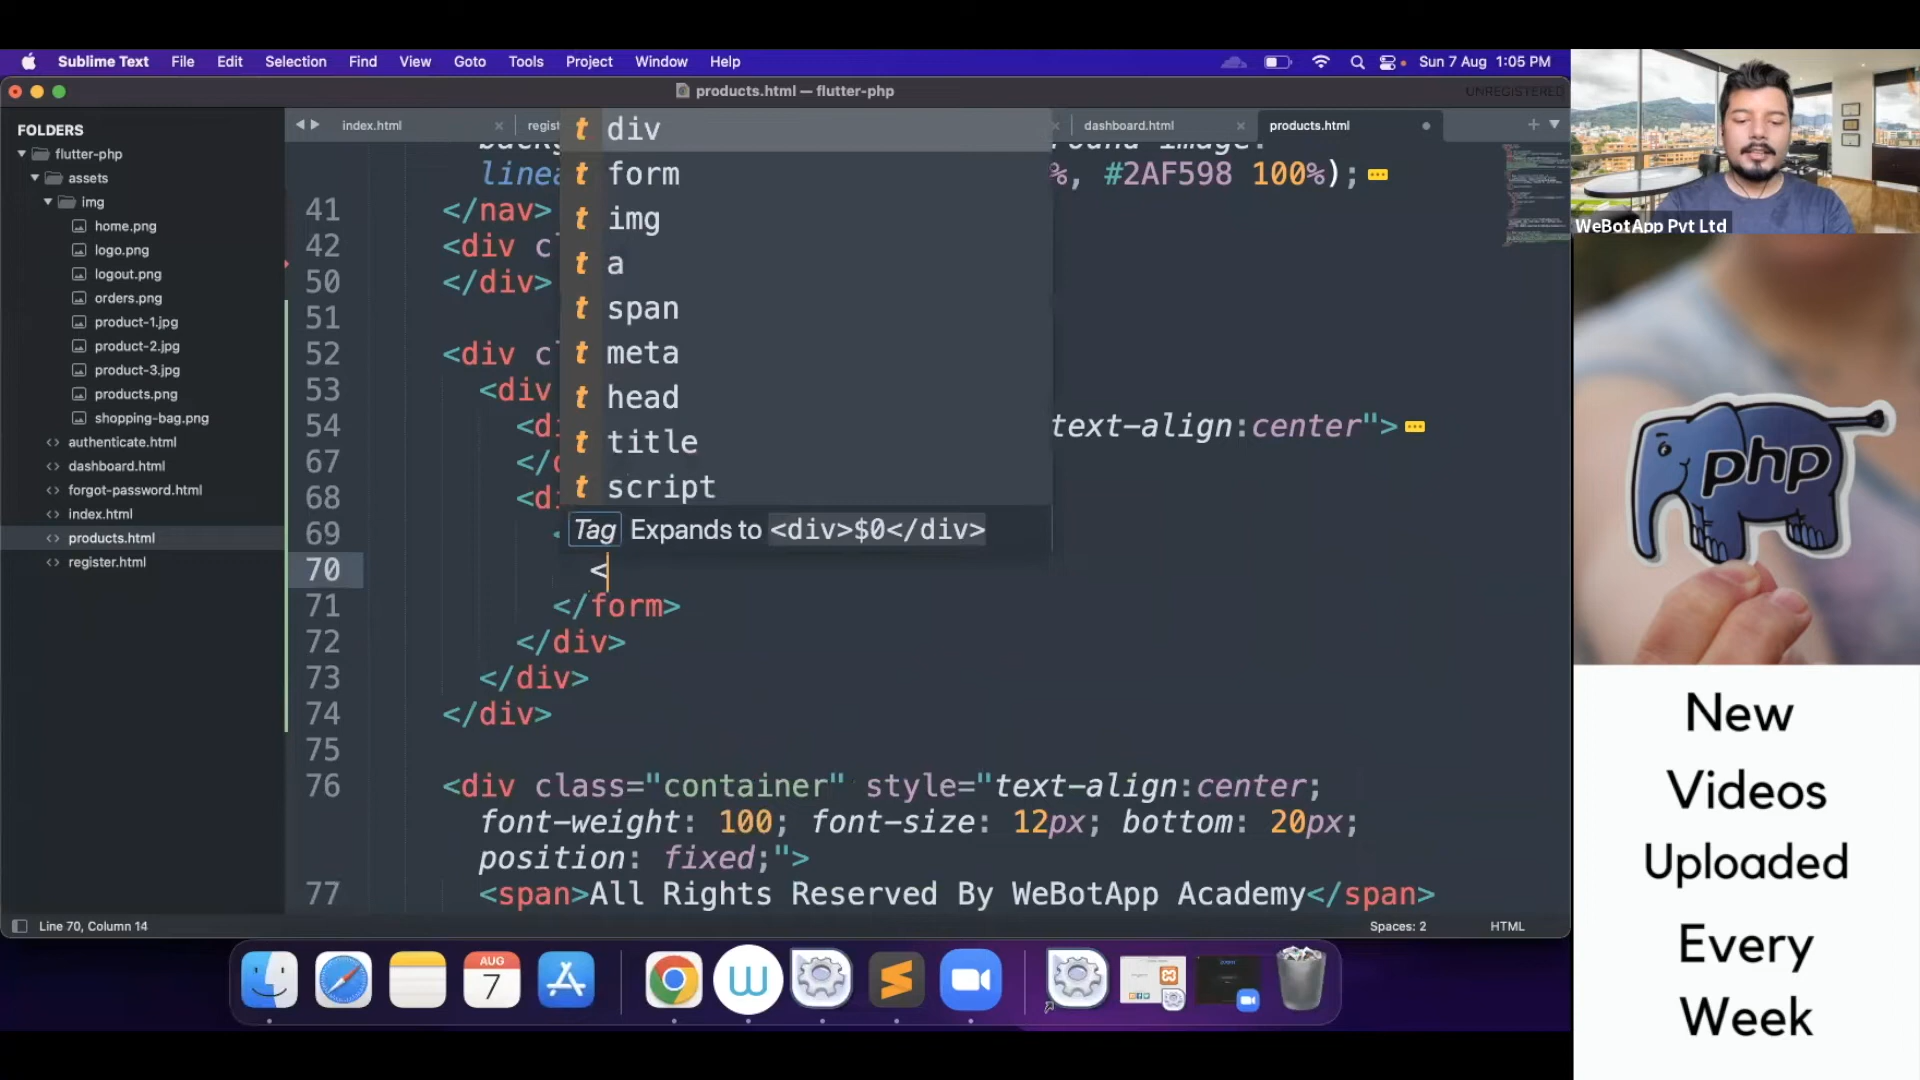 Sublime Text File Edit Selection Find View Goto Tools Project Window Help Sun 7 Aug 1:05 PM
products.html — flutter-php UNREGISTERED
FOLDERS
flutter-php
assets
img
home.png
logo.png
logout.png
orders.png
product-1.jpg
product-2.jpg
product-3.jpg
products.png
shopping-bag.png
authenticate.html
dashboard.html
forgot-password.html
index.html
products.html
register.html
index.html regist dashboard.html products.html
linea %, #2AF598 100%);
41 </nav>
42 <div c
50 </div>
51
52 <div c
53 <div
54 <di text-align:center">
67 </d
68 <di
69 <
70 <
71 </form>
72 </div>
73 </div>
74 </div>
75
76 <div class="container" style="text-align:center;
font-weight: 100; font-size: 12px; bottom: 20px;
position: fixed;">
77 <span>All Rights Reserved By WeBotApp Academy</span>
t div
t form
t img
t a
t span
t meta
t head
t title
t script
Tag Expands to <div>$0</div>
Line 70, Column 14 Spaces: 2 HTML
AUG
7
WeBotApp Pvt Ltd
php
New
Videos
Uploaded
Every
Week